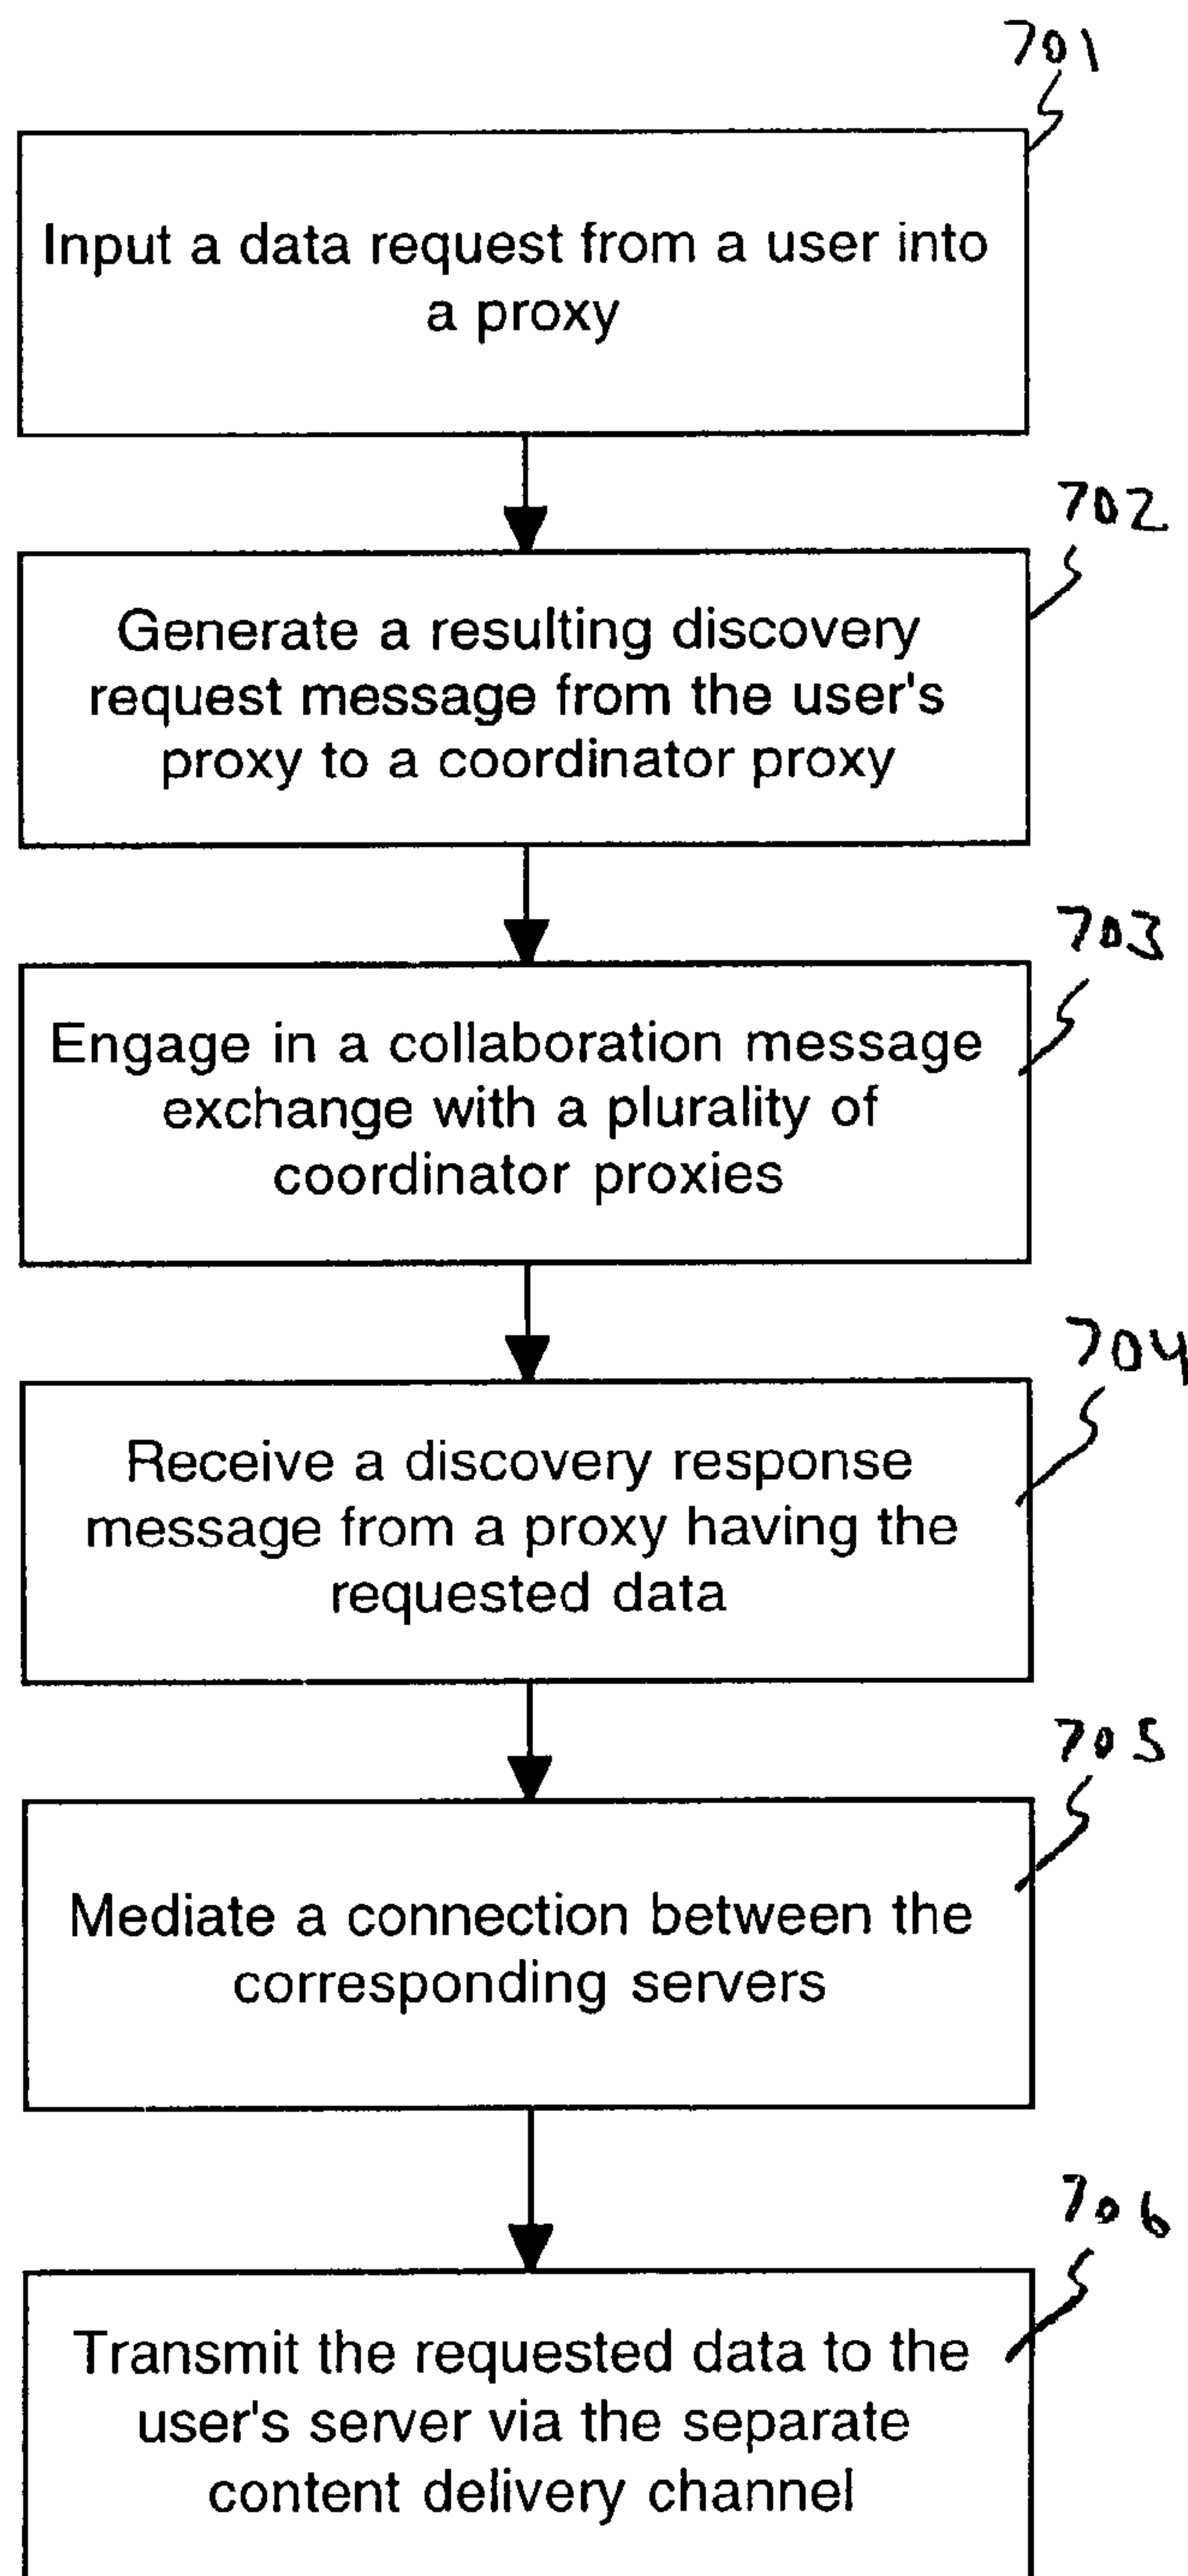 701
Input a data request from a user into
a proxy
702
Generate a resulting discovery
request message from the user's
proxy to a coordinator proxy
703
Engage in a collaboration message
exchange with a plurality of
coordinator proxies
704
Receive a discovery response
message from a proxy having the
requested data
705
Mediate a connection between the
corresponding servers
706
Transmit the requested data to the
user's server via the separate
content delivery channel